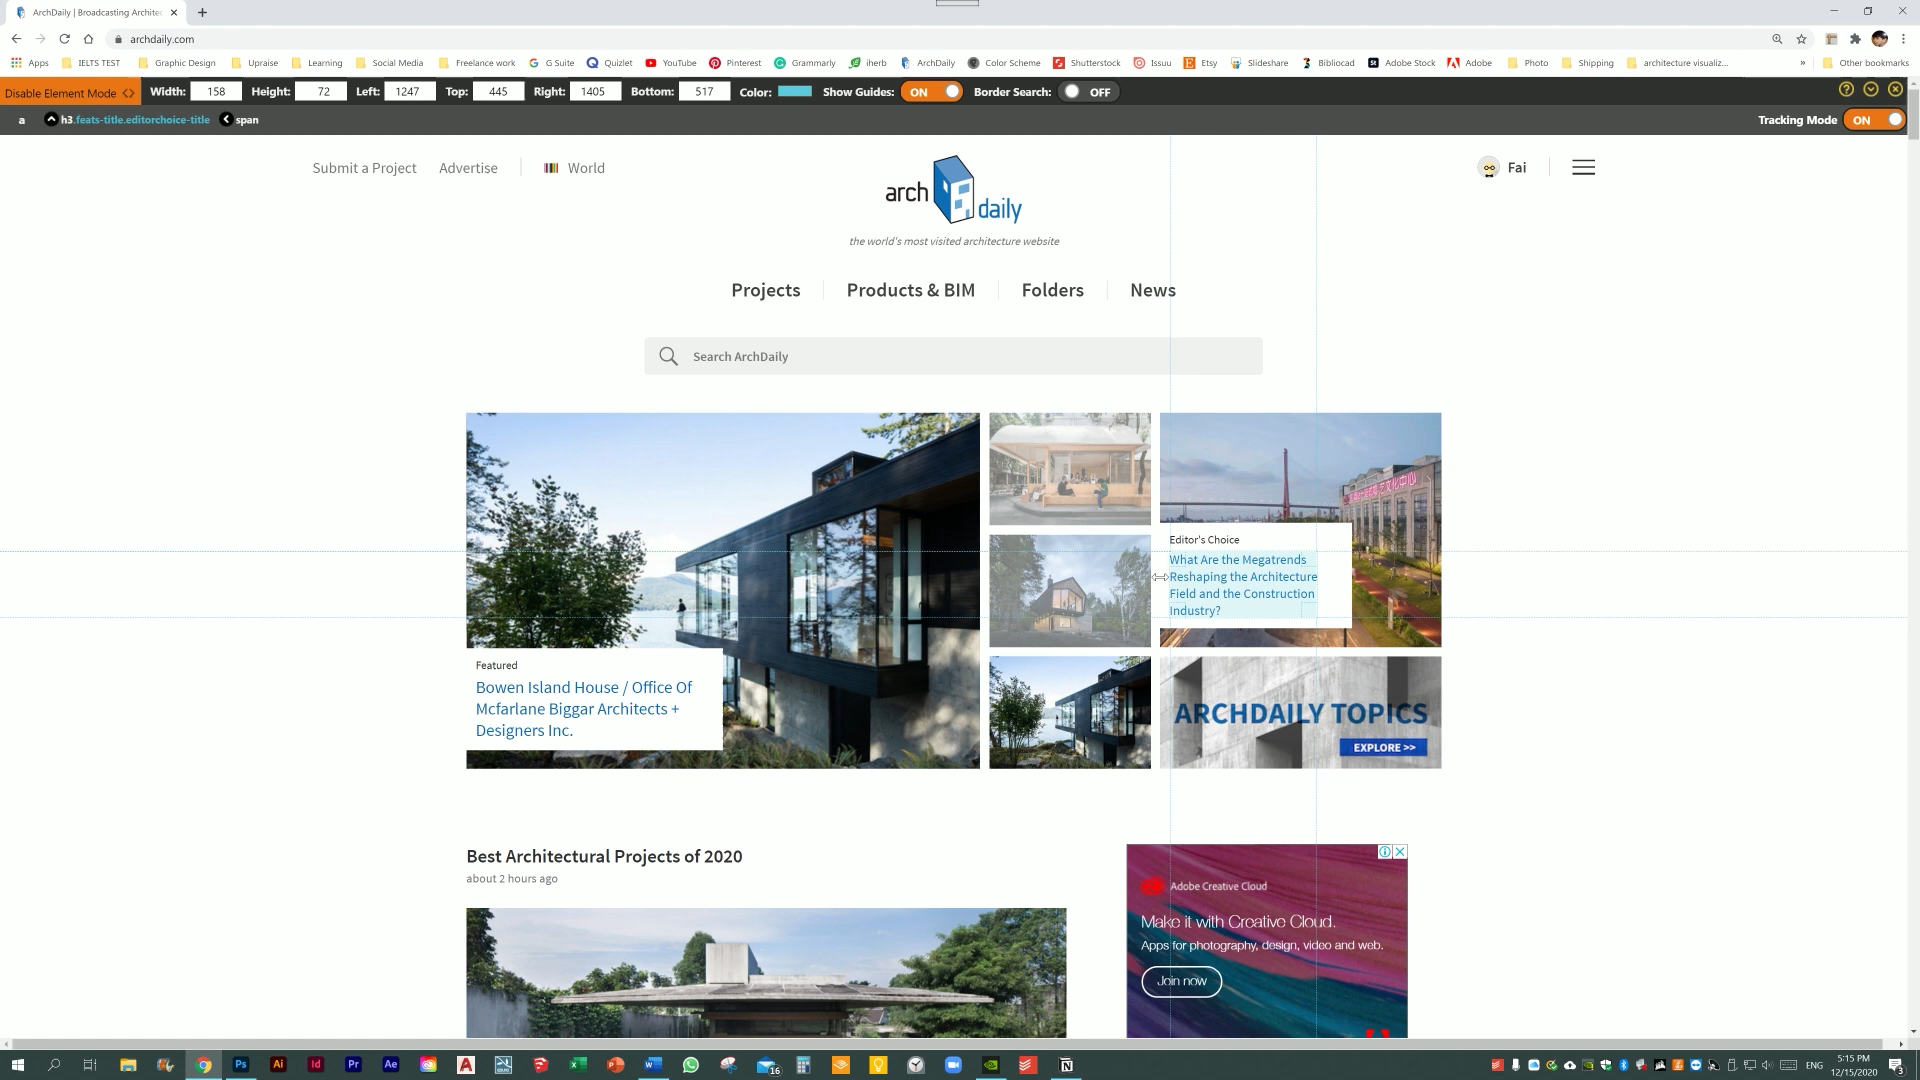 ArchDaily | Broadcasting Architec
archdaily.com
Apps IELTS TEST Graphic Design Upraise Learning Social Media Freelance work G Suite Quizlet YouTube Pinterest Grammarly iherb ArchDaily Color Scheme Shutterstock Issuu Etsy Slideshare Bibliocad Adobe Stock Adobe Photo Shipping architecture visualiz... » Other bookmarks
Disable Element Mode <> Width: 158 Height: 72 Left: 1247 Top: 445 Right: 1405 Bottom: 517 Color: Show Guides: ON Border Search: OFF
a h3.feats-title.editorchoice-title span Tracking Mode ON
Submit a Project Advertise World Fai
arch daily
the world's most visited architecture website
Projects Products & BIM Folders News
Search ArchDaily
Editor's Choice
What Are the Megatrends
Reshaping the Architecture
Field and the Construction
Industry?
Featured
Bowen Island House / Office Of
Mcfarlane Biggar Architects +
Designers Inc.
ARCHDAILY TOPICS
EXPLORE >>
Best Architectural Projects of 2020
about 2 hours ago
Adobe Creative Cloud
Make it with Creative Cloud.
Apps for photography, design, video and web.
Join now
Ps Ai Id Pr Ae 16 ENG 5:15 PM
12/15/2020 3